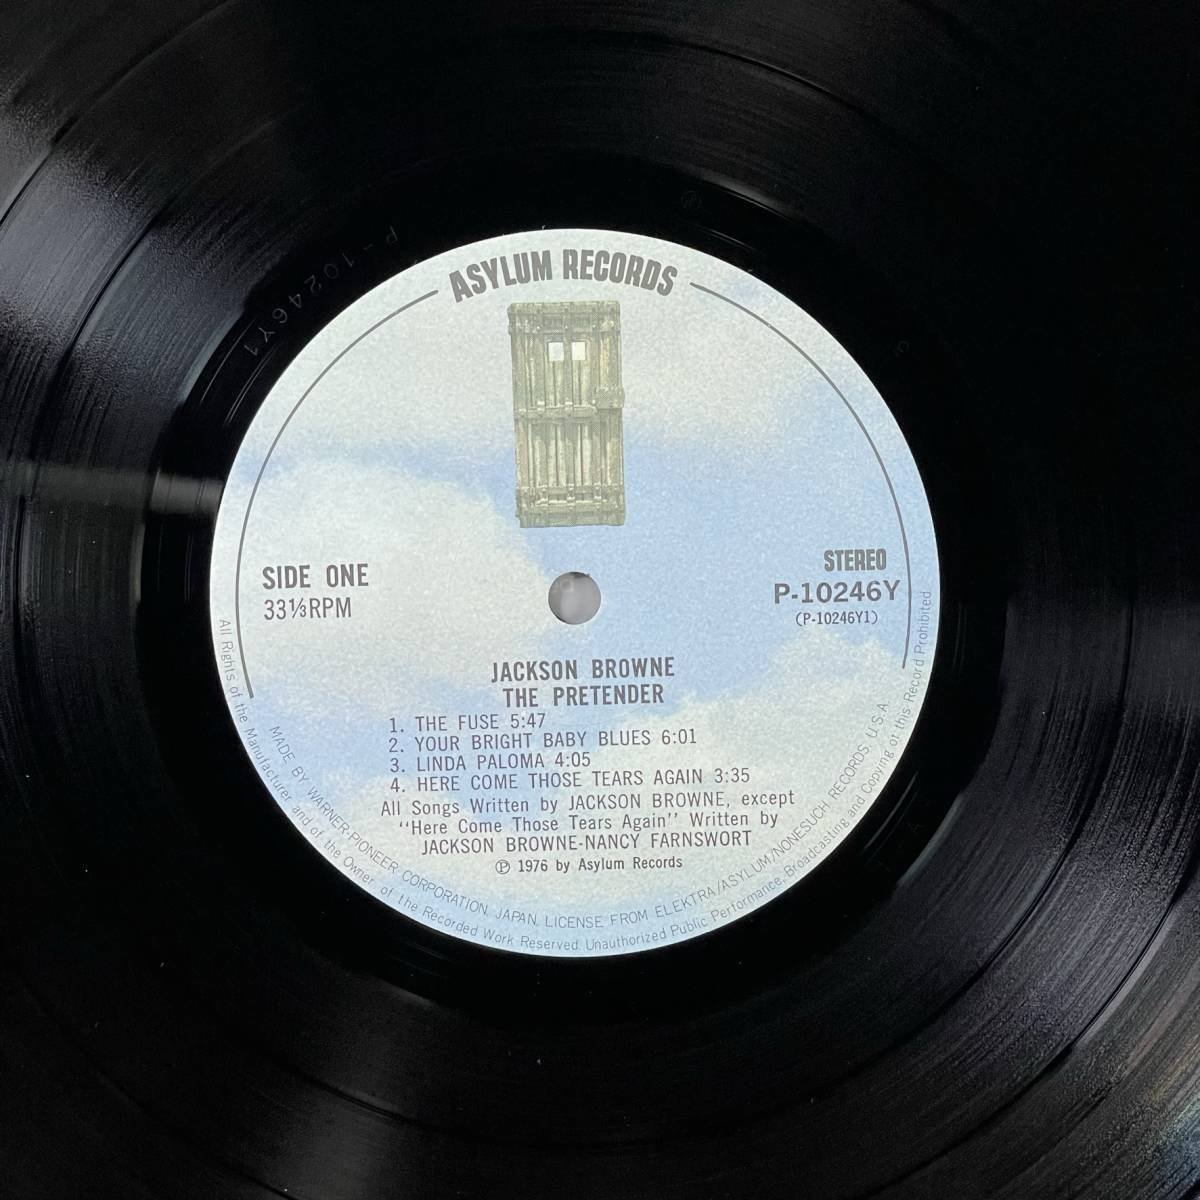 ASYLUM RECORDS
SIDE ONE
33⅓RPM
STEREO
P-10246Y
(P-10246Y1)
JACKSON BROWNE
THE PRETENDER
1. THE FUSE 5:47
2. YOUR BRIGHT BABY BLUES 6:01
3. LINDA PALOMA 4:05
4. HERE COME THOSE TEARS AGAIN 3:35
All Songs Written by JACKSON BROWNE, except
"Here Come Those Tears Again" Written by
JACKSON BROWNE-NANCY FARNSWORT
Ⓟ 1976 by Asylum Records
MADE BY WARNER-PIONEER CORPORATION, JAPAN. LICENSE FROM ELEKTRA/ASYLUM/NONESUCH RECORDS, U.S.A.
All Rights of the Manufacturer and of the Owner of the Recorded Work Reserved. Unauthorized Public Performance, Broadcasting and Copying of this Record Prohibited.
P-10246Y1